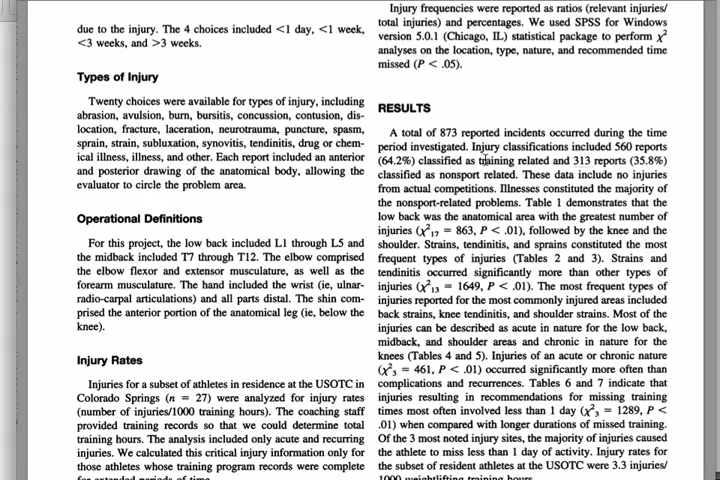 due to the injury. The 4 choices included <1 day, <1 week,
<3 weeks, and >3 weeks.
Types of Injury
Twenty choices were available for types of injury, including
abrasion, avulsion, burn, bursitis, concussion, contusion, dis-
location, fracture, laceration, neurotrauma, puncture, spasm,
sprain, strain, subluxation, synovitis, tendinitis, drug or chem-
ical illness, illness, and other. Each report included an anterior
and posterior drawing of the anatomical body, allowing the
evaluator to circle the problem area.
Operational Definitions
For this project, the low back included L1 through L5 and
the midback included T7 through T12. The elbow comprised
the elbow flexor and extensor musculature, as well as the
forearm musculature. The hand included the wrist (ie, ulnar-
radio-carpal articulations) and all parts distal. The shin com-
prised the anterior portion of the anatomical leg (ie, below the
knee).
Injury Rates
Injuries for a subset of athletes in residence at the USOTC in
Colorado Springs (n = 27) were analyzed for injury rates
(number of injuries/1000 training hours). The coaching staff
provided training records so that we could determine total
training hours. The analysis included only acute and recurring
injuries. We calculated this critical injury information only for
those athletes whose training program records were complete
for extended periods of time.
Injury frequencies were reported as ratios (relevant injuries/
total injuries) and percentages. We used SPSS for Windows
version 5.0.1 (Chicago, IL) statistical package to perform χ²
analyses on the location, type, nature, and recommended time
missed (P < .05).
RESULTS
A total of 873 reported incidents occurred during the time
period investigated. Injury classifications included 560 reports
(64.2%) classified as training related and 313 reports (35.8%)
classified as nonsport related. These data include no injuries
from actual competitions. Illnesses constituted the majority of
the nonsport-related problems. Table 1 demonstrates that the
low back was the anatomical area with the greatest number of
injuries (χ²₁₇ = 863, P < .01), followed by the knee and the
shoulder. Strains, tendinitis, and sprains constituted the most
frequent types of injuries (Tables 2 and 3). Strains and
tendinitis occurred significantly more than other types of
injuries (χ²₁₃ = 1649, P < .01). The most frequent types of
injuries reported for the most commonly injured areas included
back strains, knee tendinitis, and shoulder strains. Most of the
injuries can be described as acute in nature for the low back,
midback, and shoulder areas and chronic in nature for the
knees (Tables 4 and 5). Injuries of an acute or chronic nature
(χ²₃ = 461, P < .01) occurred significantly more often than
complications and recurrences. Tables 6 and 7 indicate that
injuries resulting in recommendations for missing training
times most often involved less than 1 day (χ²₃ = 1289, P <
.01) when compared with longer durations of missed training.
Of the 3 most noted injury sites, the majority of injuries caused
the athlete to miss less than 1 day of activity. Injury rates for
the subset of resident athletes at the USOTC were 3.3 injuries/
1000 weightlifting training hours.